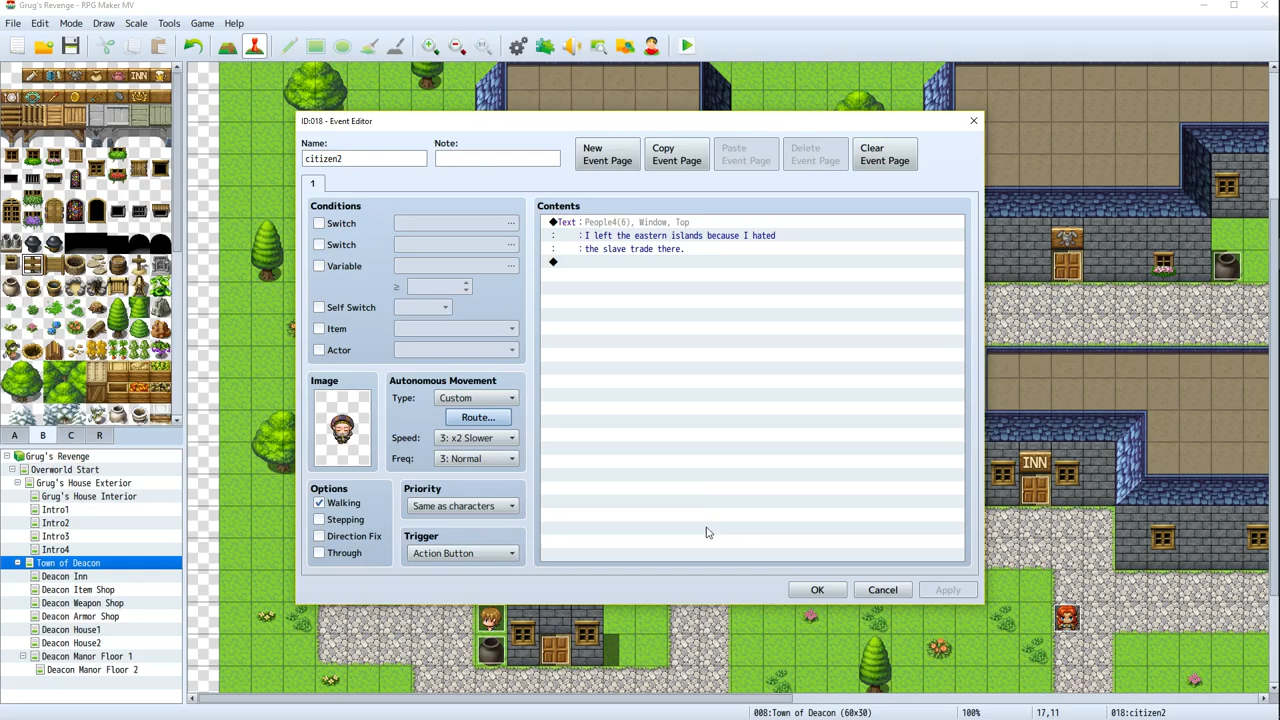 Grug's Revenge - RPG Maker MV
File Edit Mode Draw Scale Tools Game Help
INN
ID:018 - Event Editor
Name:
citizen2
Note:
New Event Page
Copy Event Page
Paste Event Page
Delete Event Page
Clear Event Page
1
Conditions
Switch
Switch
Variable
≥
Self Switch
Item
Actor
Contents
◆Text：People4(6), Window, Top
：    ：I left the eastern islands because I hated
：    ：the slave trade there.
◆
Image
Autonomous Movement
Type: Custom
Route...
Speed: 3: x2 Slower
Freq: 3: Normal
Options
Walking
Stepping
Direction Fix
Through
Priority
Same as characters
Trigger
Action Button
OK Cancel Apply
INN
A B C R
Grug's Revenge
Overworld Start
Grug's House Exterior
Grug's House Interior
Intro1
Intro2
Intro3
Intro4
Town of Deacon
Deacon Inn
Deacon Item Shop
Deacon Weapon Shop
Deacon Armor Shop
Deacon House1
Deacon House2
Deacon Manor Floor 1
Deacon Manor Floor 2
008:Town of Deacon (60x30) 100% 17,11 018:citizen2